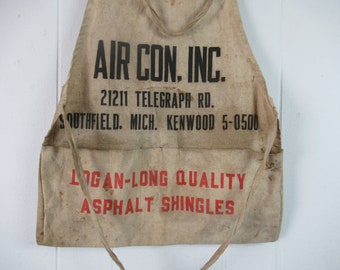 AIR CON, INC.
21211 TELEGRAPH RD.
SOUTHFIELD, MICH. KENWOOD 5-0500
LOGAN-LONG QUALITY
ASPHALT SHINGLES